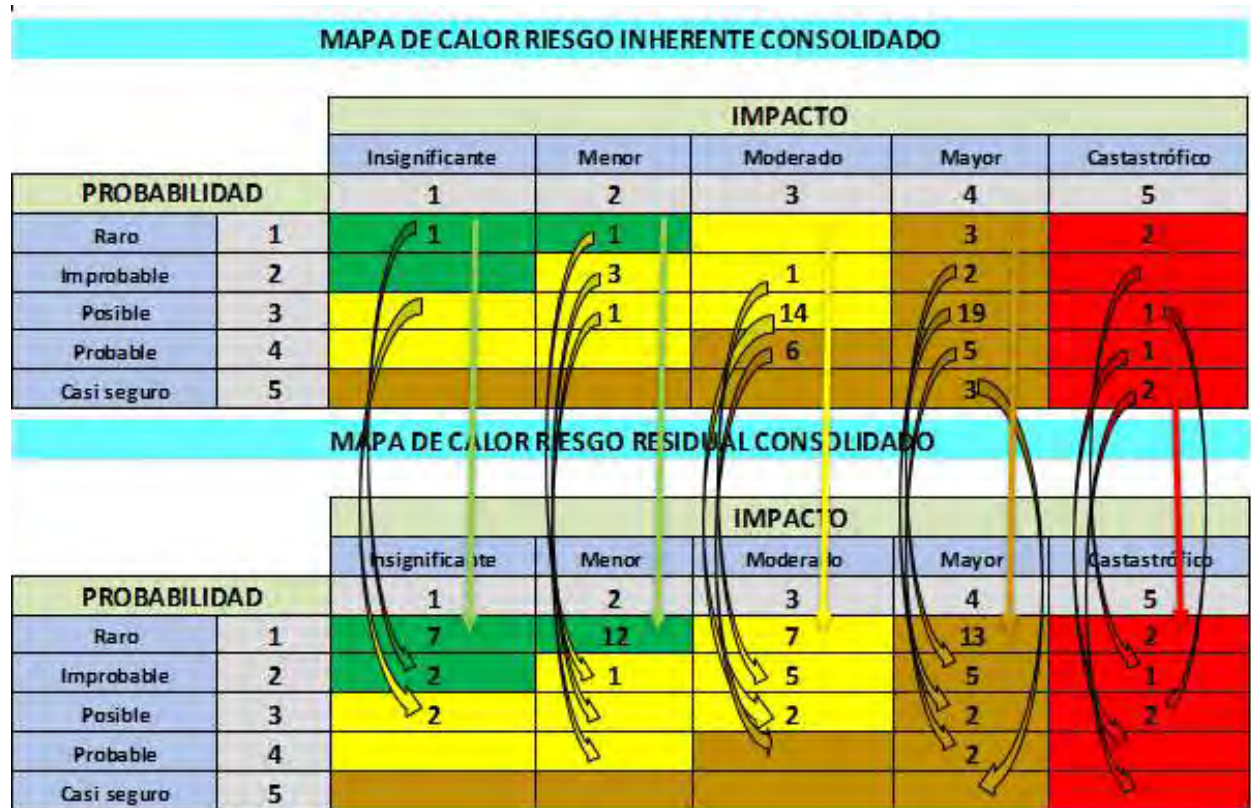 MAPA DE CALOR RIESGO INHERENTE CONSOLIDADO
IMPACTO
Insignificante Menor Moderado Mayor Castastrófico
PROBABILIDAD 1 2 3 4 5
Raro 1 1 1 3 2
Improbable 2 3 1 2
Posible 3 1 14 19 1
Probable 4 6 5 1
Casi seguro 5 3 2
MAPA DE CALOR RIESGO RESIDUAL CONSOLIDADO
IMPACTO
Insignificante Menor Moderado Mayor Castastrófico
PROBABILIDAD 1 2 3 4 5
Raro 1 7 12 7 13 2
Improbable 2 2 1 5 5 1
Posible 3 2 2 2 2
Probable 4 2
Casi seguro 5